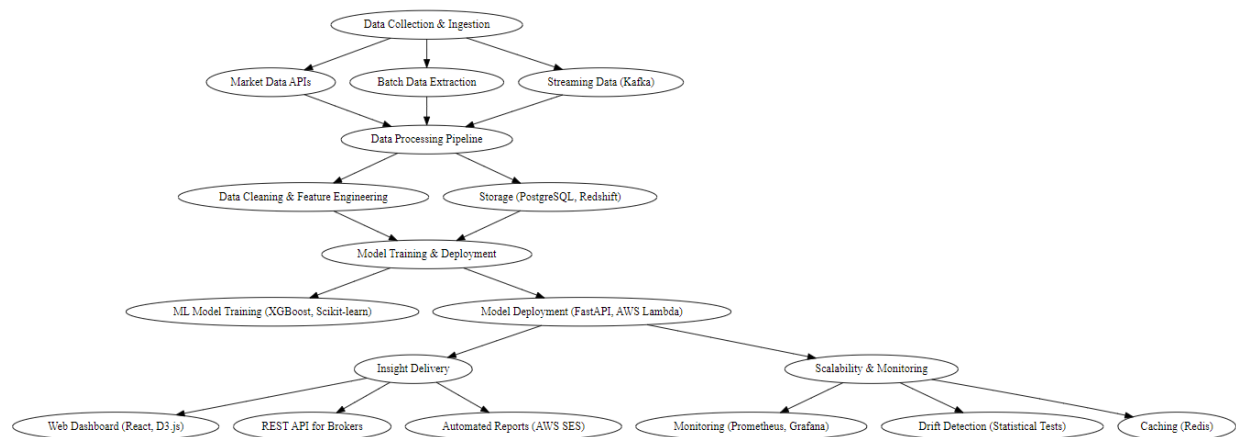 Data Collection & Ingestion
Market Data APIs
Batch Data Extraction
Streaming Data (Kafka)
Data Processing Pipeline
Data Cleaning & Feature Engineering
Storage (PostgreSQL, Redshift)
Model Training & Deployment
ML Model Training (XGBoost, Scikit-learn)
Model Deployment (FastAPI, AWS Lambda)
Insight Delivery
Scalability & Monitoring
Web Dashboard (React, D3.js)
REST API for Brokers
Automated Reports (AWS SES)
Monitoring (Prometheus, Grafana)
Drift Detection (Statistical Tests)
Caching (Redis)